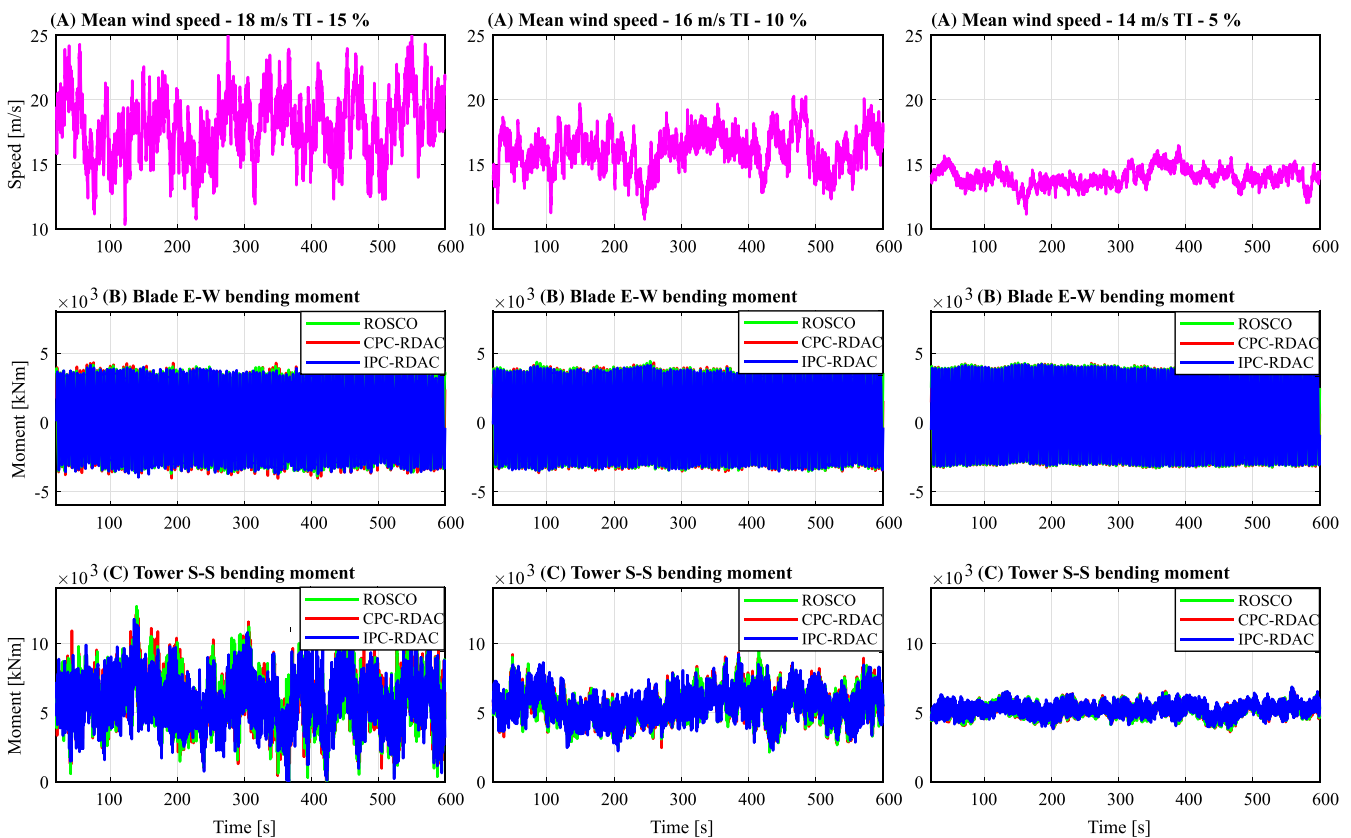 (A) Mean wind speed - 18 m/s TI - 15 %
(A) Mean wind speed - 16 m/s TI - 10 %
(A) Mean wind speed - 14 m/s TI - 5 %
Speed [m/s]
25
20
15
10
100 200 300 400 500 600
25
20
15
10
100 200 300 400 500 600
25
20
15
10
100 200 300 400 500 600
×10³ (B) Blade E-W bending moment
×10³ (B) Blade E-W bending moment
×10³ (B) Blade E-W bending moment
Moment [kNm]
5
0
-5
ROSCO
CPC-RDAC
IPC-RDAC
100 200 300 400 500 600
5
0
-5
ROSCO
CPC-RDAC
IPC-RDAC
100 200 300 400 500 600
5
0
-5
ROSCO
CPC-RDAC
IPC-RDAC
100 200 300 400 500 600
×10³ (C) Tower S-S bending moment
×10³ (C) Tower S-S bending moment
×10³ (C) Tower S-S bending moment
Moment [kNm]
10
5
0
ROSCO
CPC-RDAC
IPC-RDAC
100 200 300 400 500 600
Time [s]
10
5
0
ROSCO
CPC-RDAC
IPC-RDAC
100 200 300 400 500 600
Time [s]
10
5
0
ROSCO
CPC-RDAC
IPC-RDAC
100 200 300 400 500 600
Time [s]